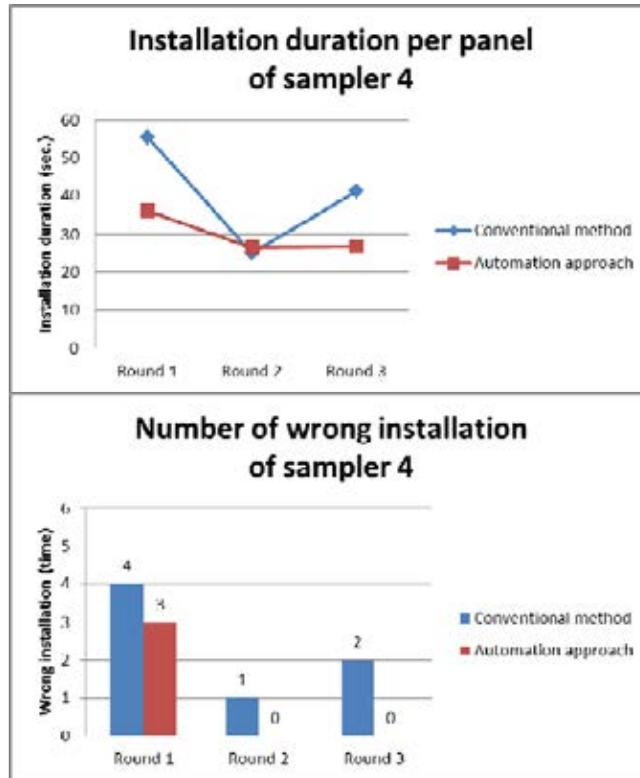 Installation duration per panel
of sampler 4
Installation duration (sec.)
60
50
40
30
20
10
0
Round 1 Round 2 Round 3
Conventional method
Automation approach
Number of wrong installation
of sampler 4
Wrong installation (time)
6
5
4
3
2
1
0
4
3
1
0
2
0
Round 1 Round 2 Round 3
Conventional method
Automation approach